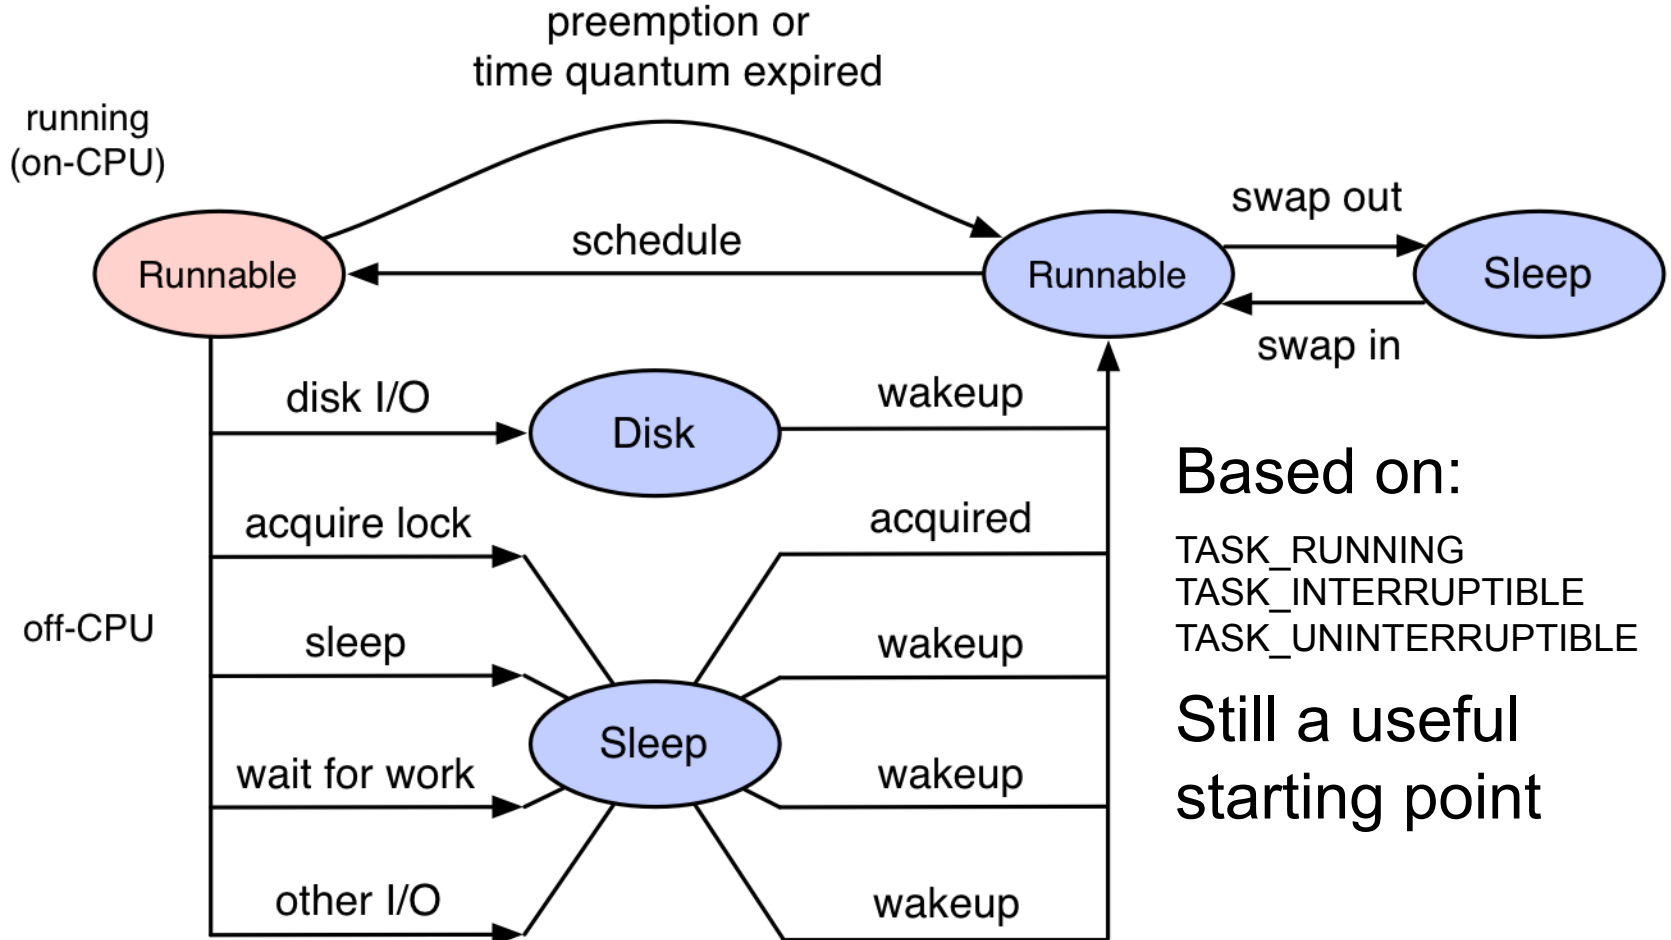 preemption or
time quantum expired
running
(on-CPU)
swap out
schedule
Runnable
Runnable
Sleep
swap in
disk I/O
wakeup
Disk
Based on:
acquire lock
acquired
TASK_RUNNING
TASK_INTERRUPTIBLE
off-CPU
sleep
wakeup
TASK_UNINTERRUPTIBLE
Still a useful
starting point
Sleep
wait for work
wakeup
other I/O
wakeup